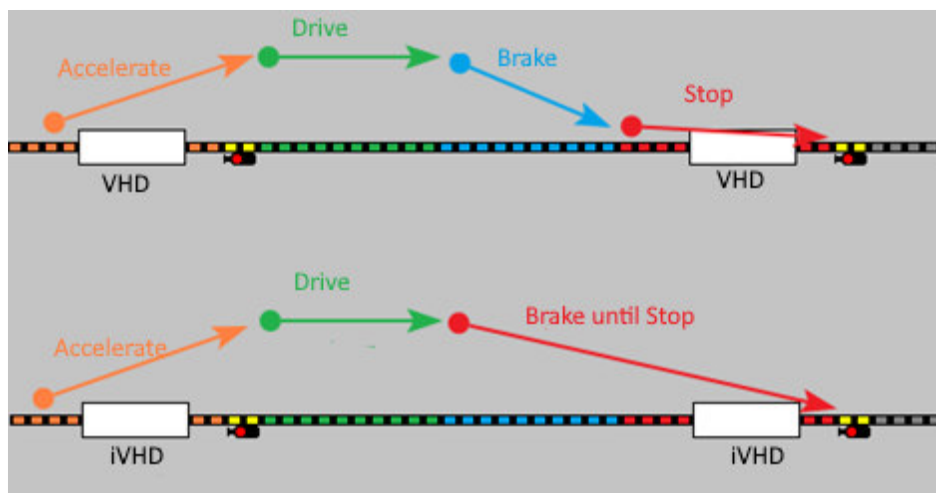 Drive
Accelerate
Brake
Stop
VHD
VHD
Drive
Accelerate
Brake until Stop
iVHD
iVHD